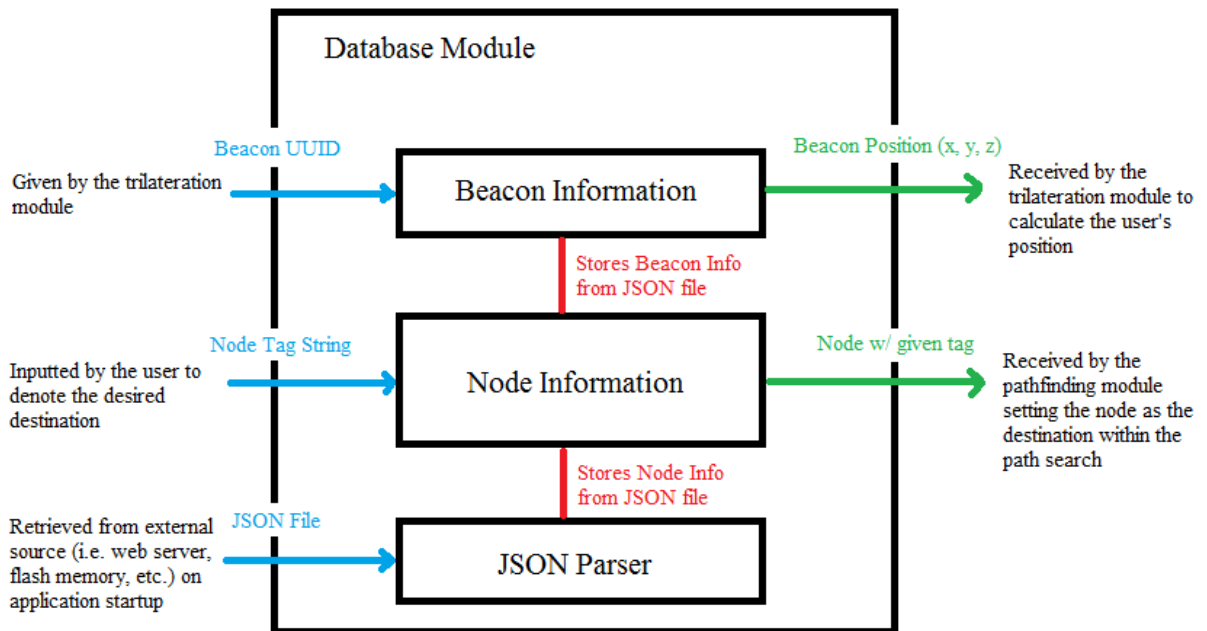 Database Module
Beacon UUID
Given by the trilateration
module
Beacon Information
Beacon Position (x, y, z)
Received by the
trilateration module to
calculate the user's
position
Stores Beacon Info
from JSON file
Node Tag String
Inputted by the user to
denote the desired
destination
Node Information
Node w/ given tag
Received by the
pathfinding module
setting the node as the
destination within the
path search
Stores Node Info
from JSON file
JSON File
Retrieved from external
source (i.e. web server,
flash memory, etc.) on
application startup
JSON Parser